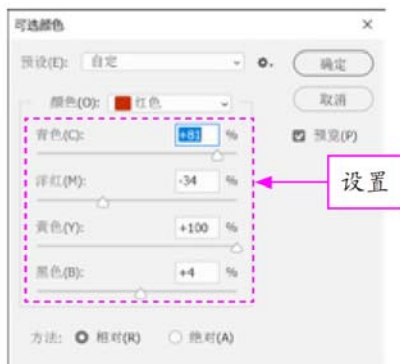 可选颜色
预设(E): 自定
确定
颜色(O): 红色
取消
青色(C): +81 %
预览(P)
洋红(M): -34 %
设置
黄色(Y): +100 %
黑色(B): +4 %
方法: 相对(R) 绝对(A)